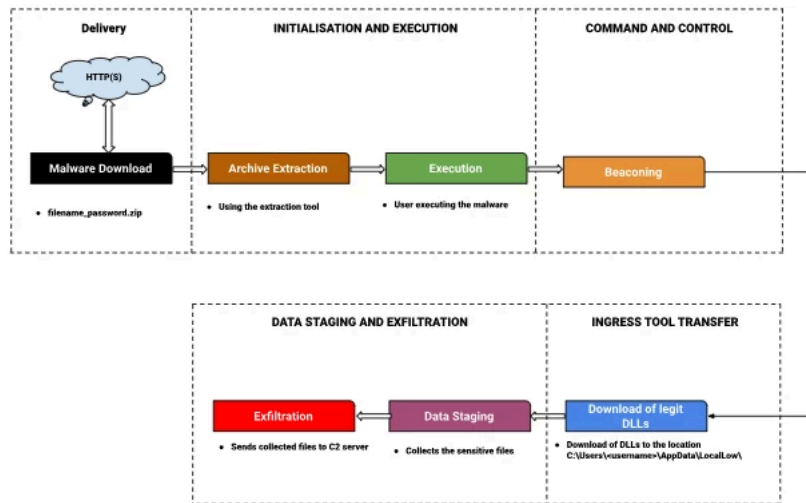 Delivery
INITIALISATION AND EXECUTION
COMMAND AND CONTROL
HTTP(S)
Malware Download
Archive Extraction
Execution
Beaconing
filename_password.zip
Using the extraction tool
User executing the malware
DATA STAGING AND EXFILTRATION
INGRESS TOOL TRANSFER
Exfiltration
Data Staging
Download of legit
DLLs
Sends collected files to C2 server
Collects the sensitive files
Download of DLLs to the location
C:\Users\<username>\AppData\LocalLow\